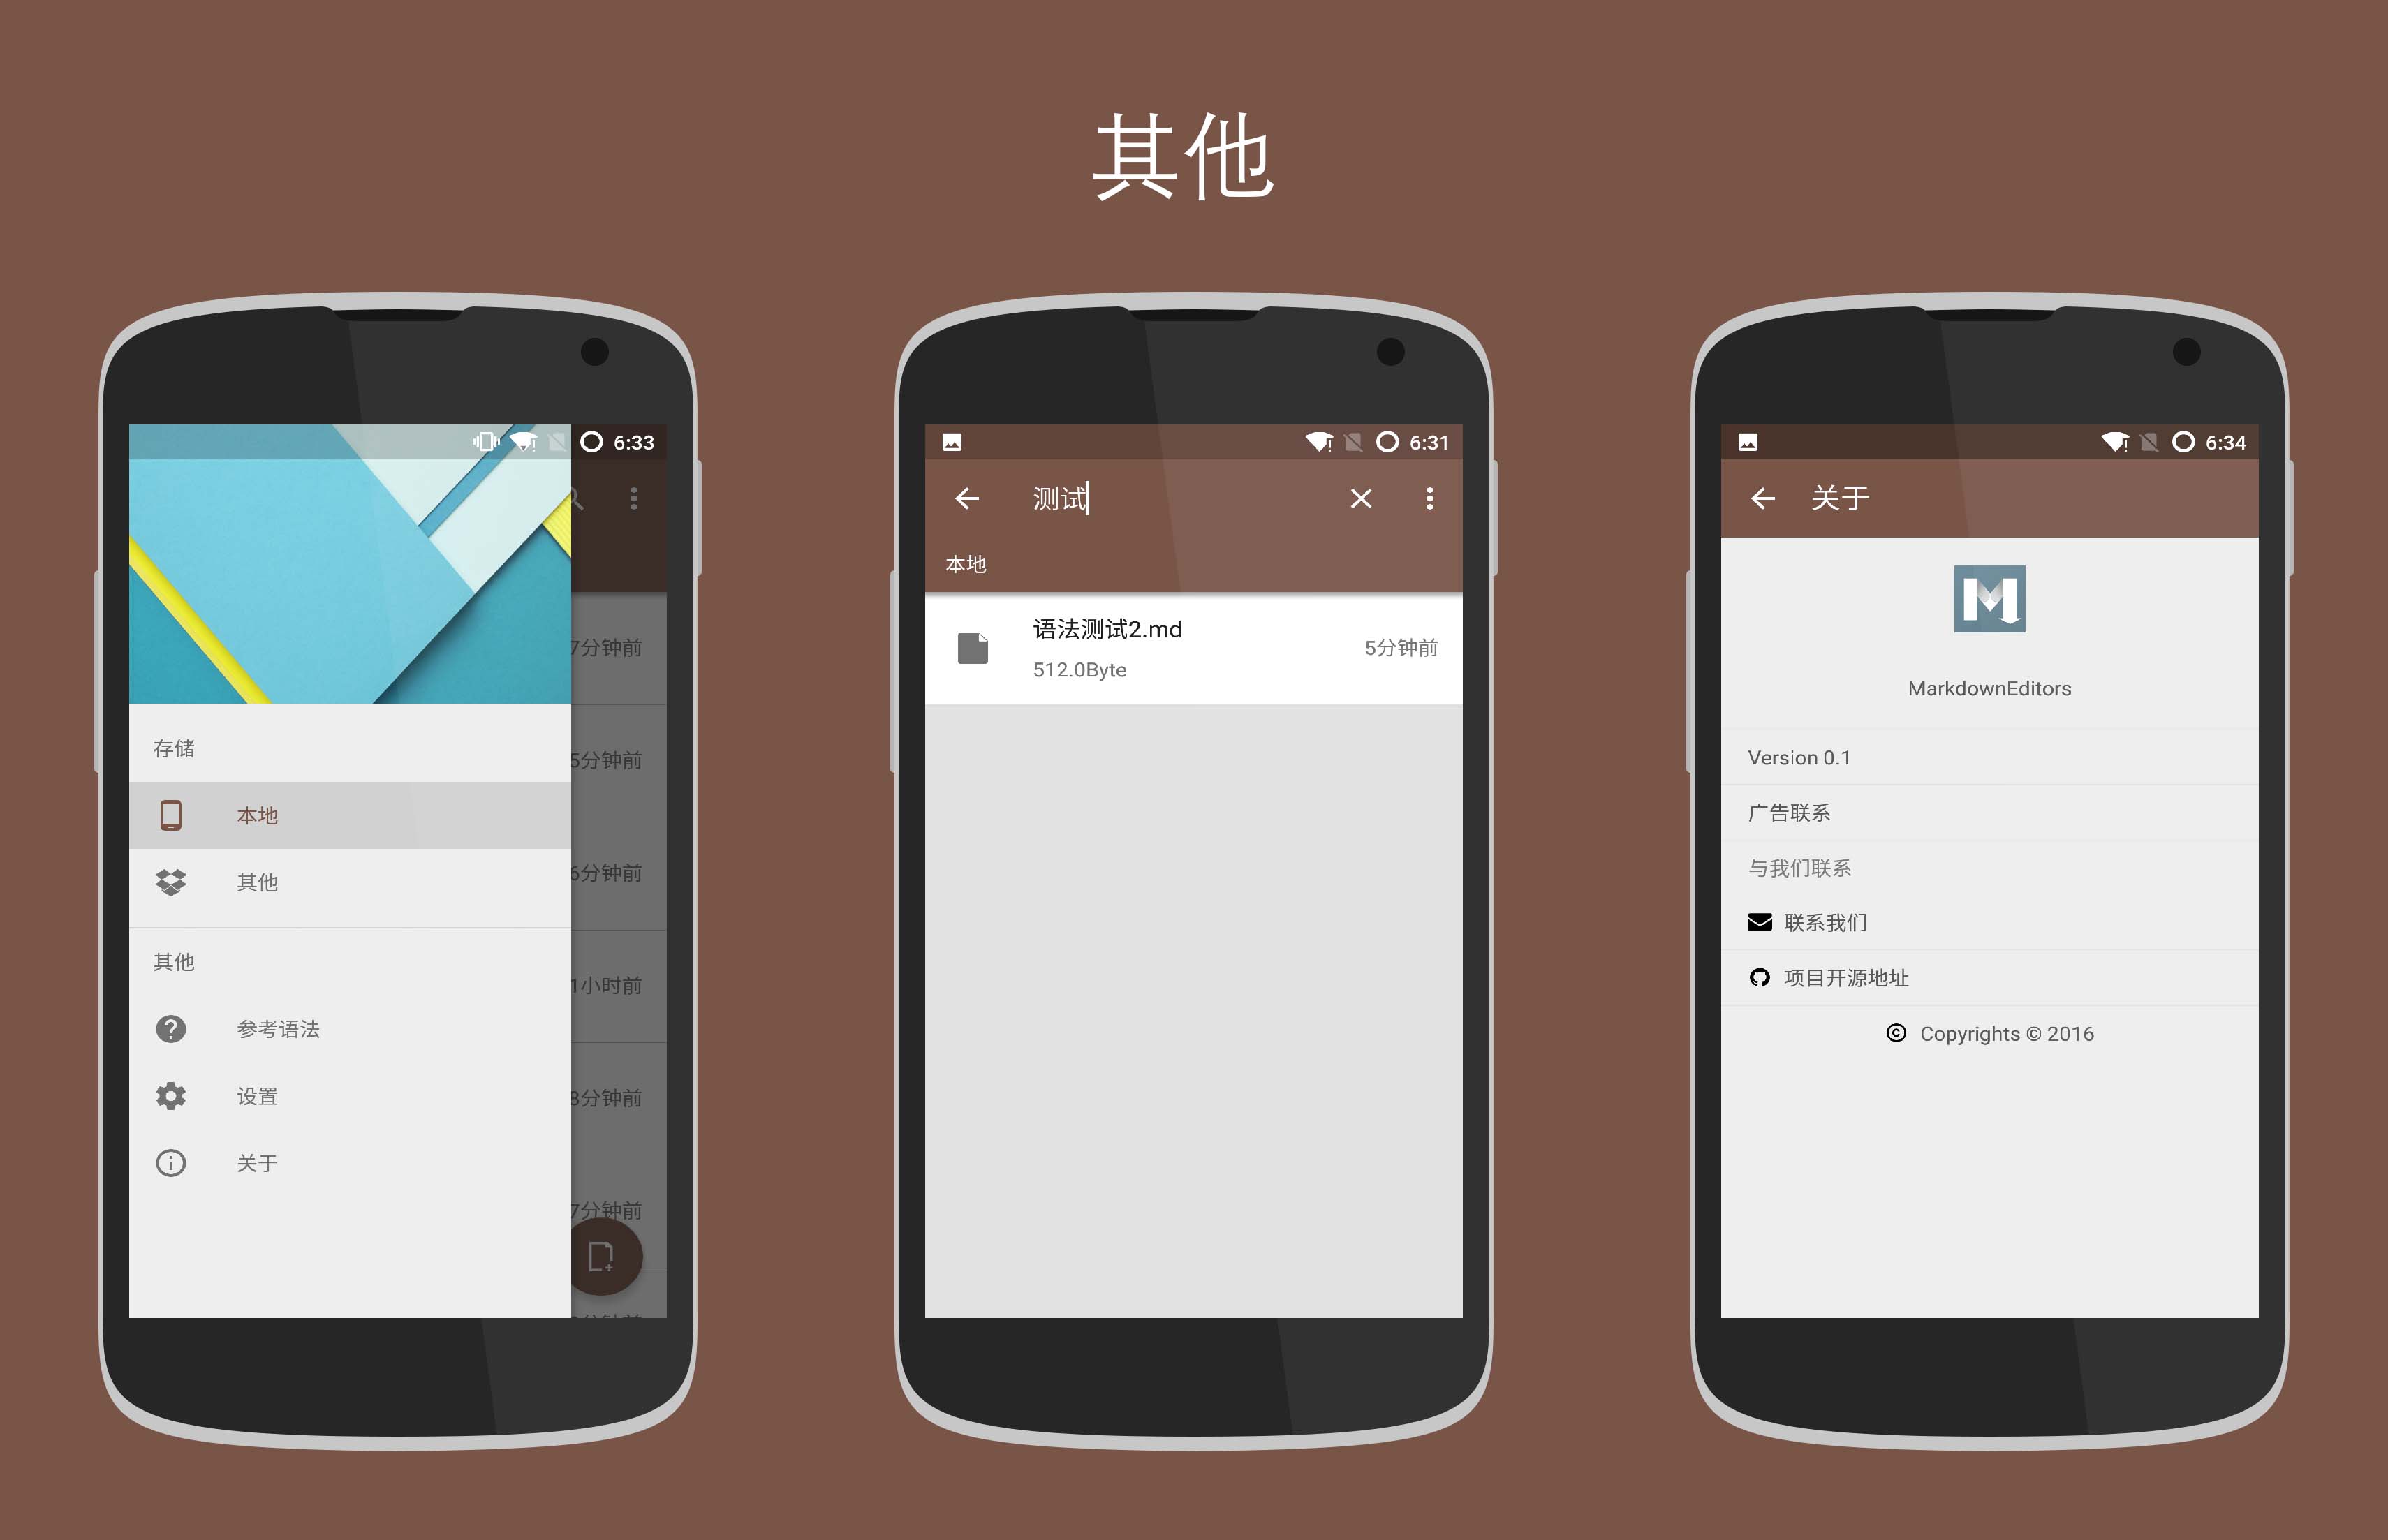 其他
6:33
7分钟前
存储
5分钟前
本地
6分钟前
其他
其他
1小时前
参考语法
设置
8分钟前
关于
7分钟前
6:31
测试
本地
语法测试2.md
5分钟前
512.0Byte
6:34
关于
MarkdownEditors
Version 0.1
广告联系
与我们联系
联系我们
项目开源地址
Copyrights © 2016